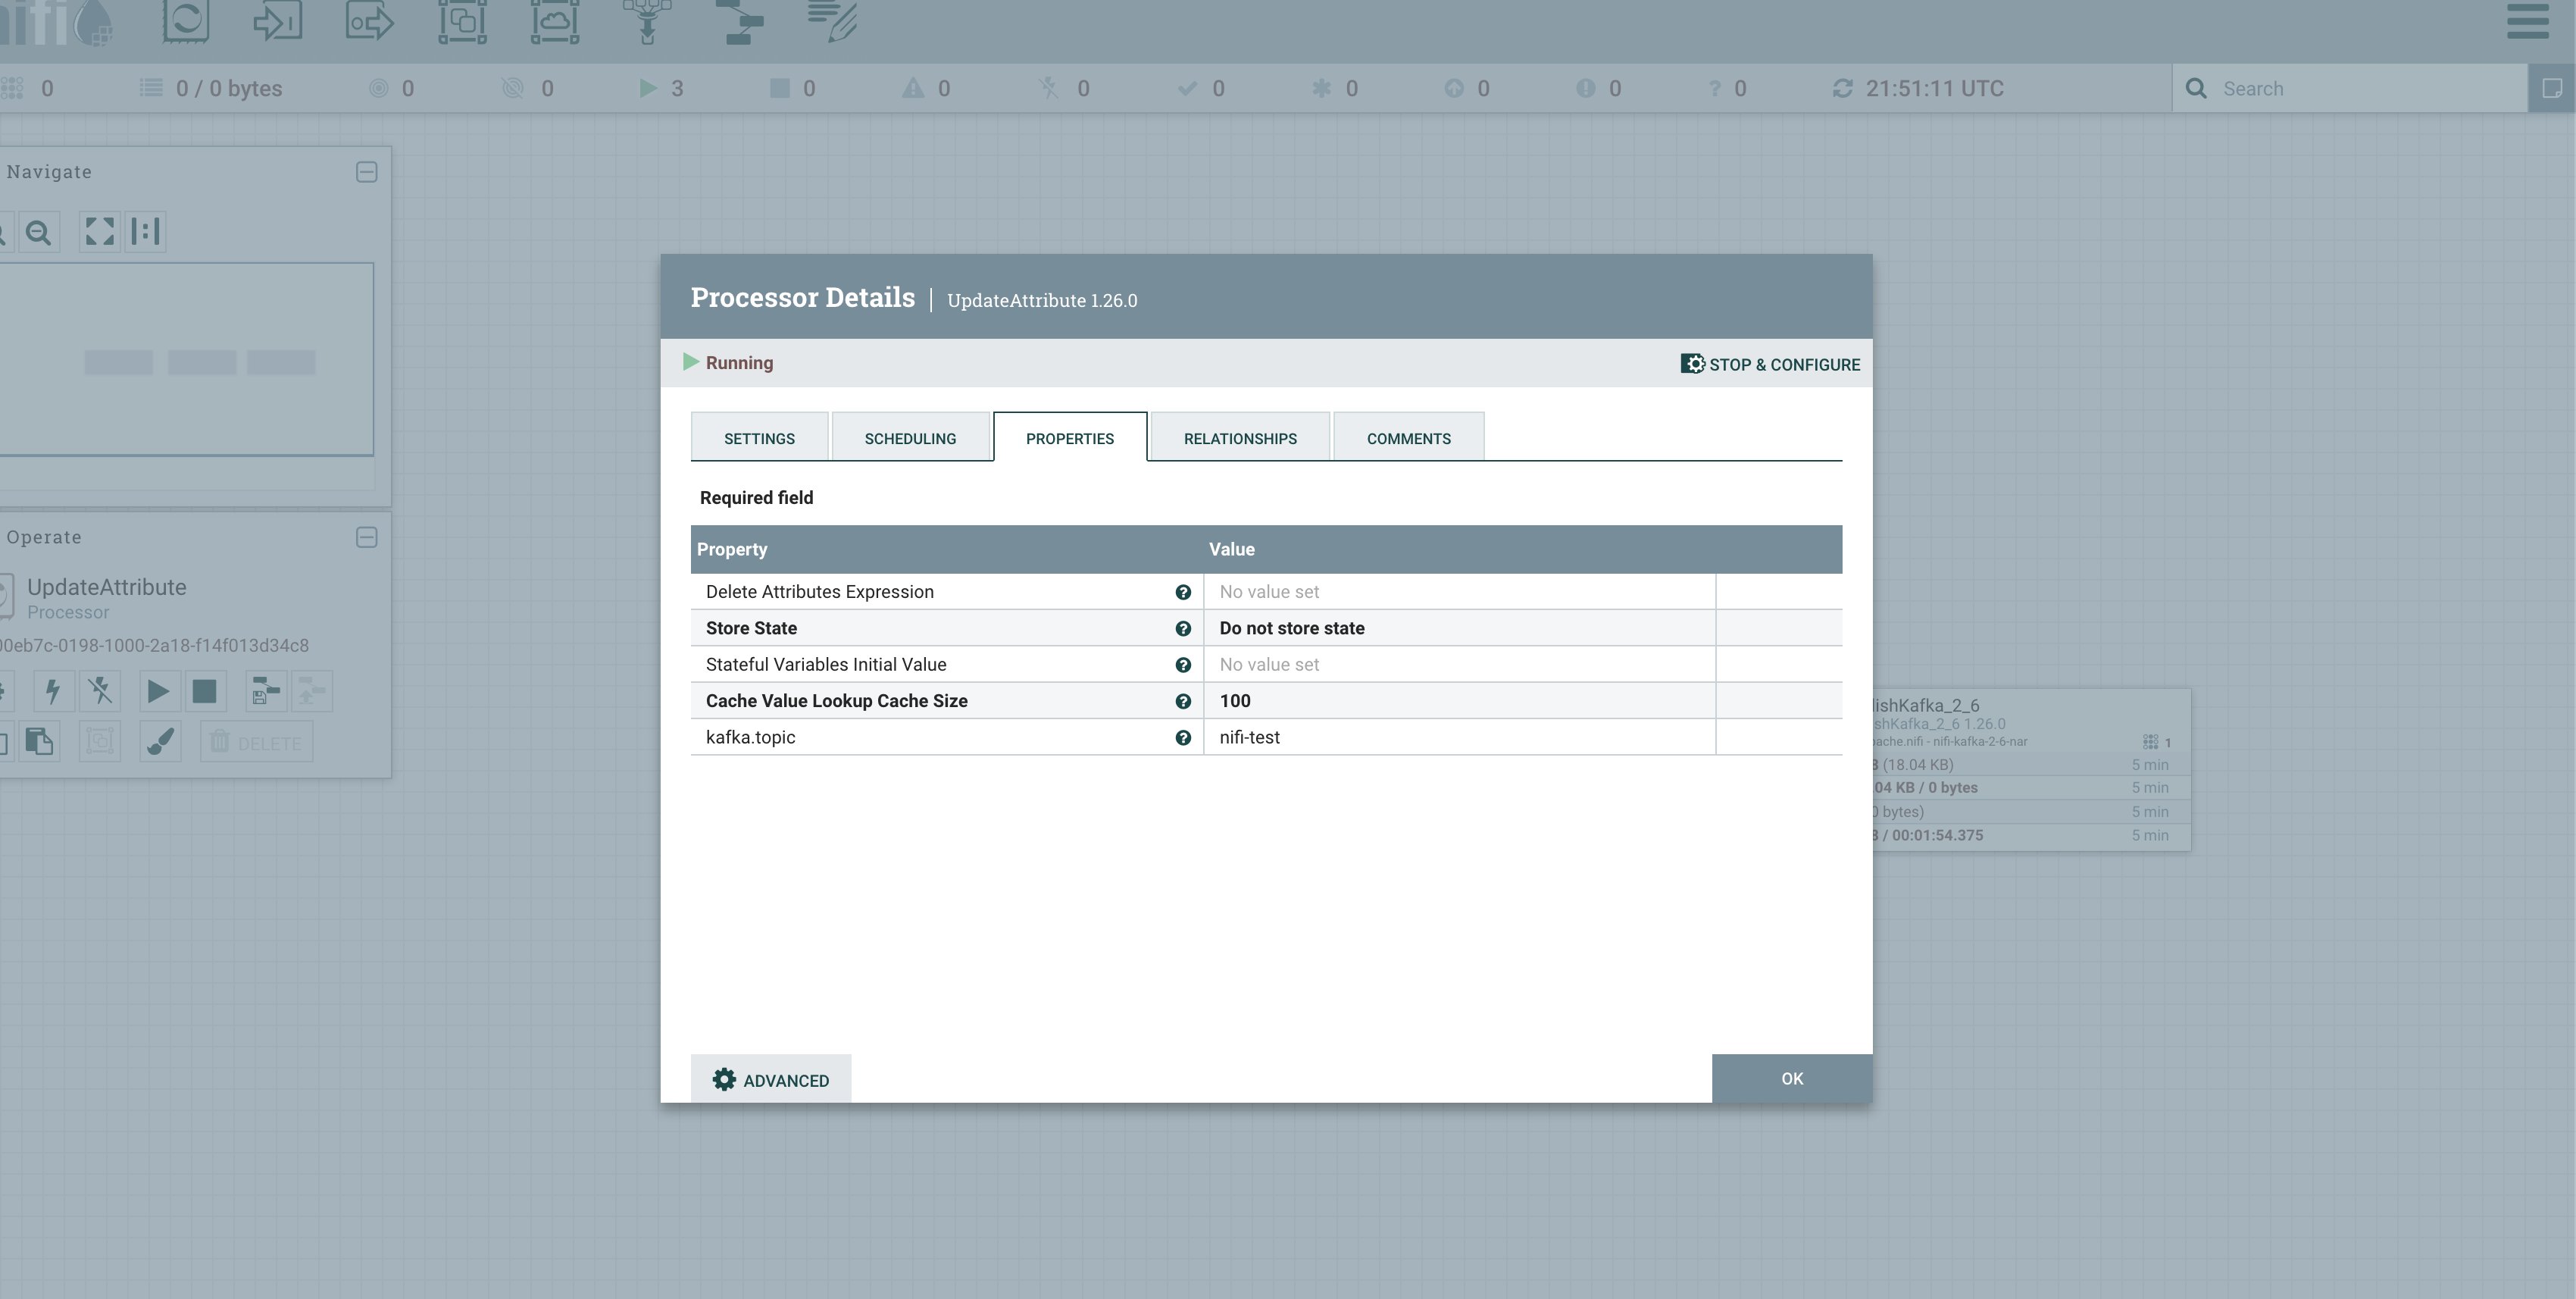 nifi
0
0 / 0 bytes
0
0
3
0
0
0
0
0
0
0
? 0
21:51:11 UTC
Search
Navigate
Operate
UpdateAttribute
Processor
00eb7c-0198-1000-2a18-f14f013d34c8
DELETE
Processor Details | UpdateAttribute 1.26.0
Running
STOP & CONFIGURE
SETTINGS
SCHEDULING
PROPERTIES
RELATIONSHIPS
COMMENTS
Required field
Property Value
Delete Attributes Expression ? No value set
Store State ? Do not store state
Stateful Variables Initial Value ? No value set
Cache Value Lookup Cache Size ? 100
kafka.topic ? nifi-test
ADVANCED
OK
lishKafka_2_6
shKafka_2_6 1.26.0
ache.nifi - nifi-kafka-2-6-nar
1
(18.04 KB) 5 min
.04 KB / 0 bytes 5 min
0 bytes) 5 min
/ 00:01:54.375 5 min